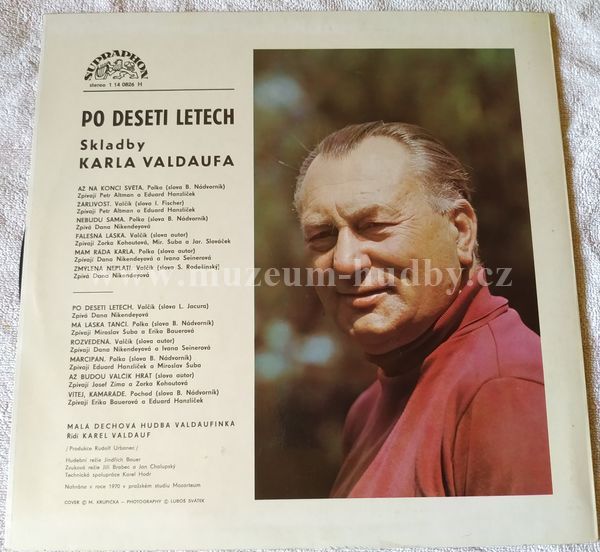 SUPRAPHON
stereo 1 14 0826 H
PO DESETI LETECH
Skladby
KARLA VALDAUFA
AŽ NA KONCI SVĚTA. Polka (slova B. Nádvorník)
Zpívají Petr Altman a Eduard Hanzlíček
ŽÁRLIVOST. Valčík (slova I. Fischer)
Zpívají Petr Altman a Eduard Hanzlíček
NEBUDU SAMA. Polka (slova B. Nádvorník)
Zpívá Dana Nikendeyová
FALEŠNÁ LÁSKA. Valčík (slova autor)
Zpívají Zorka Kohoutová, Mir. Šuba a Jar. Slováček
MÁM RÁDA KARLA. Polka (slova autor)
Zpívají Dana Nikendeyová a Ivana Seinerová
ZMÝLENÁ NEPLATÍ. Valčík (slova S. Radešínský)
Zpívá Dana Nikendeyová
PO DESETI LETECH. Valčík (slova L. Jacura)
Zpívá Dana Nikendeyová
MÁ LÁSKA TANČÍ. Polka (slova B. Nádvorník)
Zpívají Miroslav Šuba a Erika Bauerová
ROZVEDENÁ. Valčík (slova autor)
Zpívají Dana Nikendeyová a Ivana Seinerová
MARCIPÁN. Polka (slova B. Nádvorník)
Zpívají Eduard Hanzlíček a Miroslav Šuba
AŽ BUDOU VALČÍK HRÁT (slova autor)
Zpívají Josef Zíma a Zorka Kohoutová
VÍTEJ, KAMARÁDE. Pochod (slova B. Nádvorník)
Zpívají Erika Bauerová a Eduard Hanzlíček
MALÁ DECHOVÁ HUDBA VALDAUFINKA
Řídí KAREL VALDAUF
/ Produkce Rudolf Urbanec /
Hudební režie Jindřich Bauer
Zvuková režie Jiří Brabec a Jan Chalupský
Technická spolupráce Karel Hodr
Nahráno v roce 1970 v pražském studiu Mozarteum
COVER © M. KRUPIČKA – PHOTOGRAPHY © LUBOŠ SVÁTEK
www.muzeum-hudby.cz